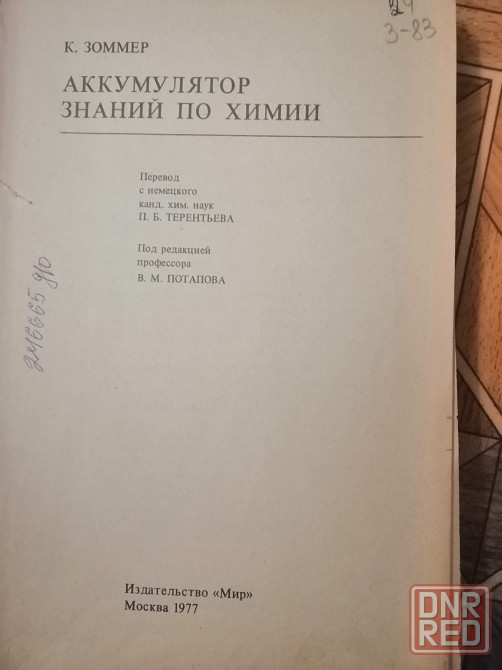 24
З-83
К. ЗОММЕР
АККУМУЛЯТОР
ЗНАНИЙ ПО ХИМИИ
Перевод
с немецкого
канд. хим. наук
П. Б. ТЕРЕНТЬЕВА
Под редакцией
профессора
В. М. ПОТАПОВА
Издательство «Мир»
Москва 1977
DNR
RED